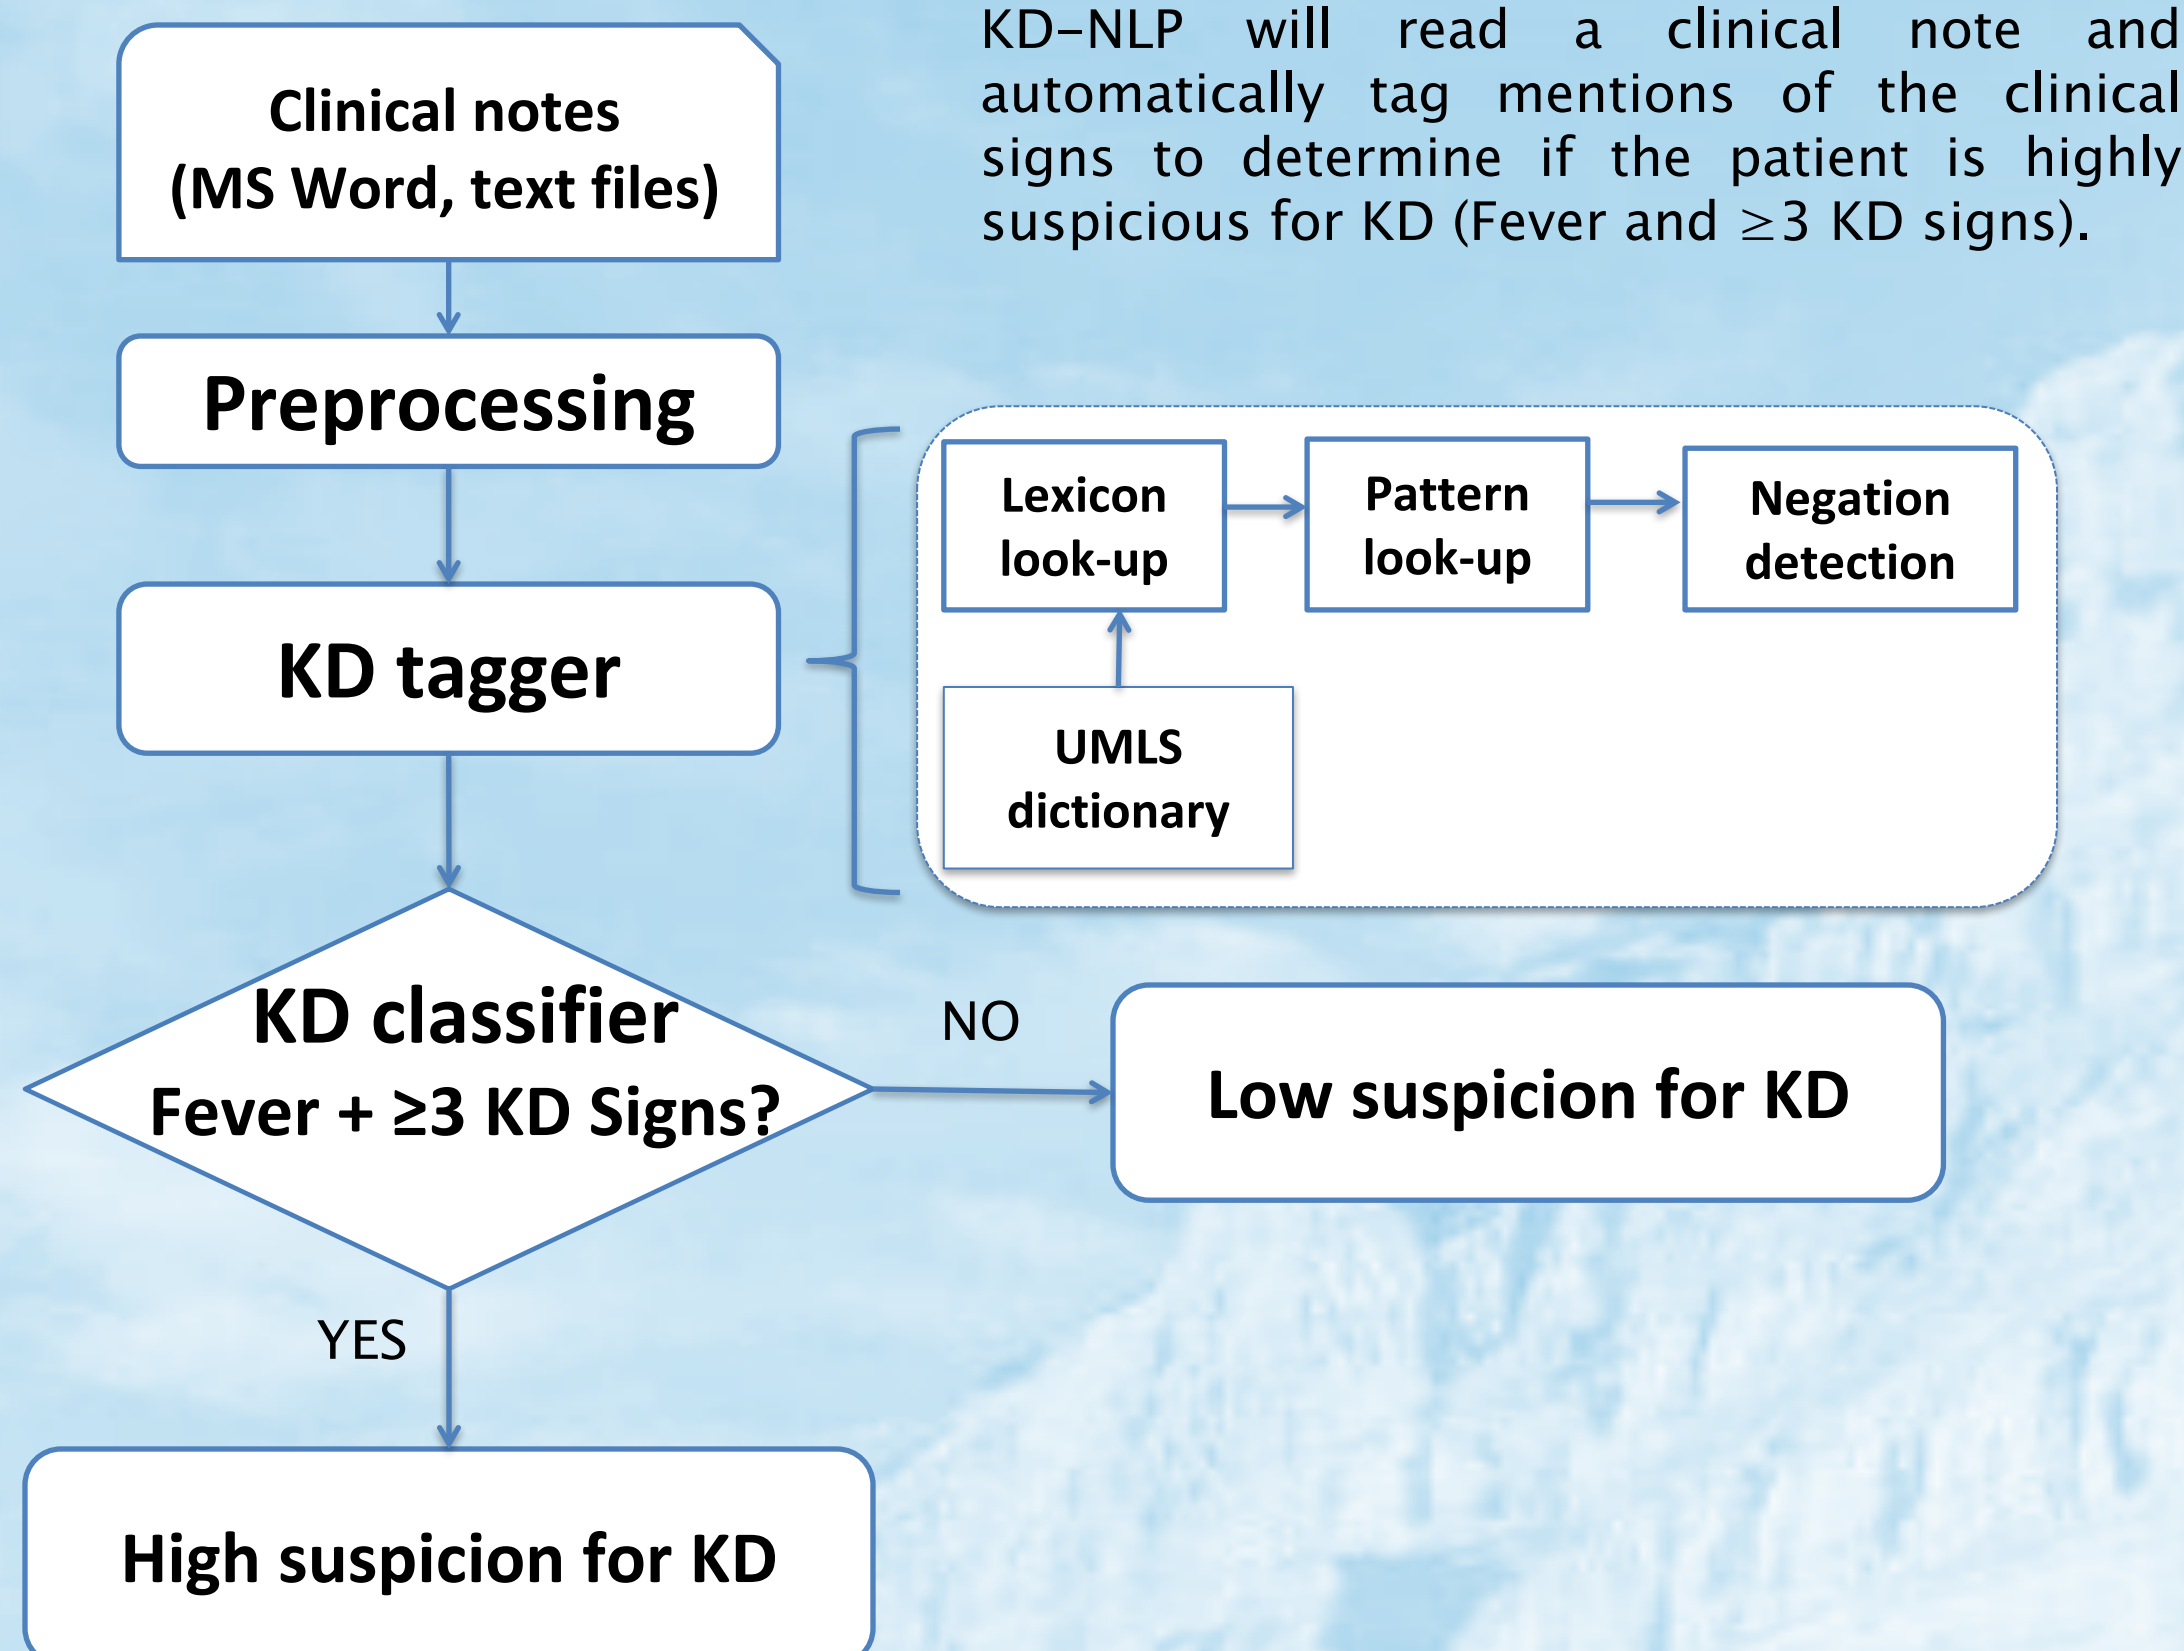 KD-NLP will read a clinical note and
automatically tag mentions of the clinical
signs to determine if the patient is highly
suspicious for KD (Fever and ≥3 KD signs).
Clinical notes
(MS Word, text files)
Preprocessing
KD tagger
Lexicon
look-up
Pattern
look-up
Negation
detection
UMLS
dictionary
KD classifier
Fever + ≥3 KD Signs?
NO
Low suspicion for KD
YES
High suspicion for KD